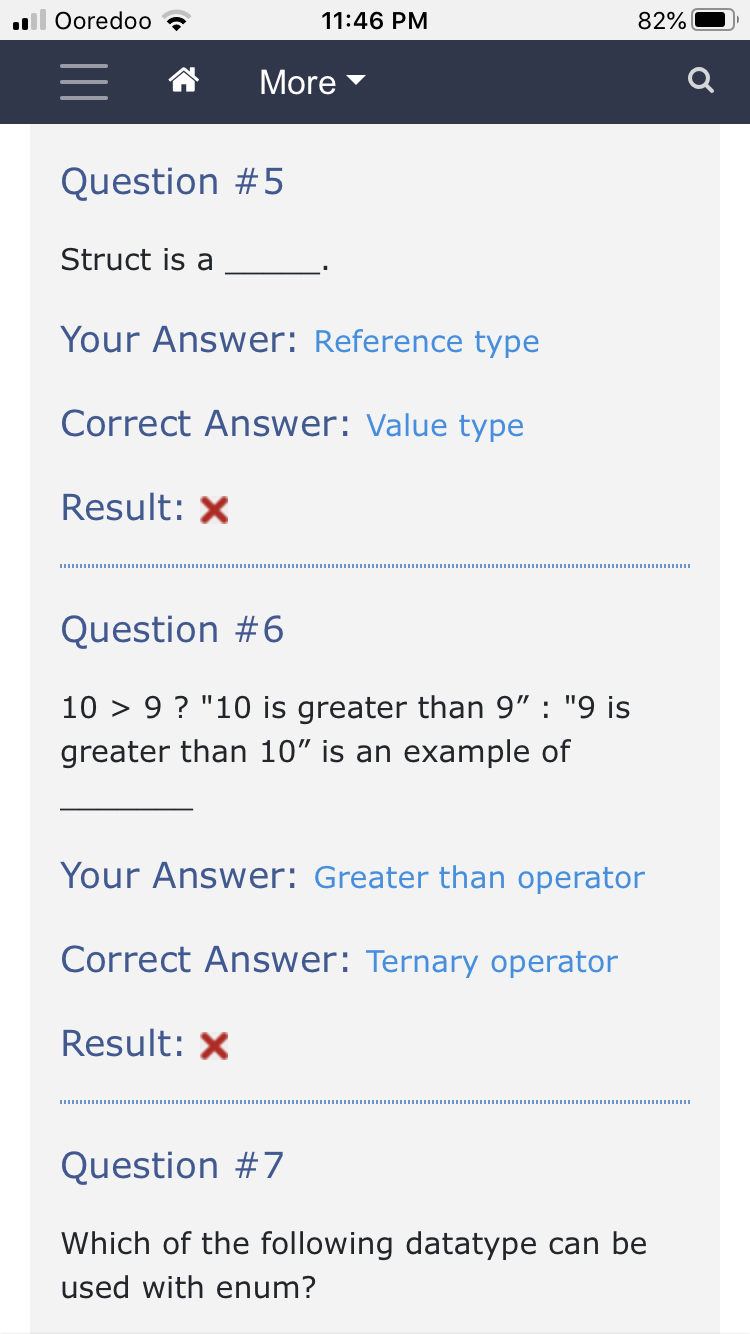 Ooredoo 11:46 PM 82%
More
Question #5
Struct is a ______.
Your Answer: Reference type
Correct Answer: Value type
Result:
Question #6
10 > 9 ? "10 is greater than 9” : "9 is
greater than 10” is an example of
________
Your Answer: Greater than operator
Correct Answer: Ternary operator
Result:
Question #7
Which of the following datatype can be
used with enum?